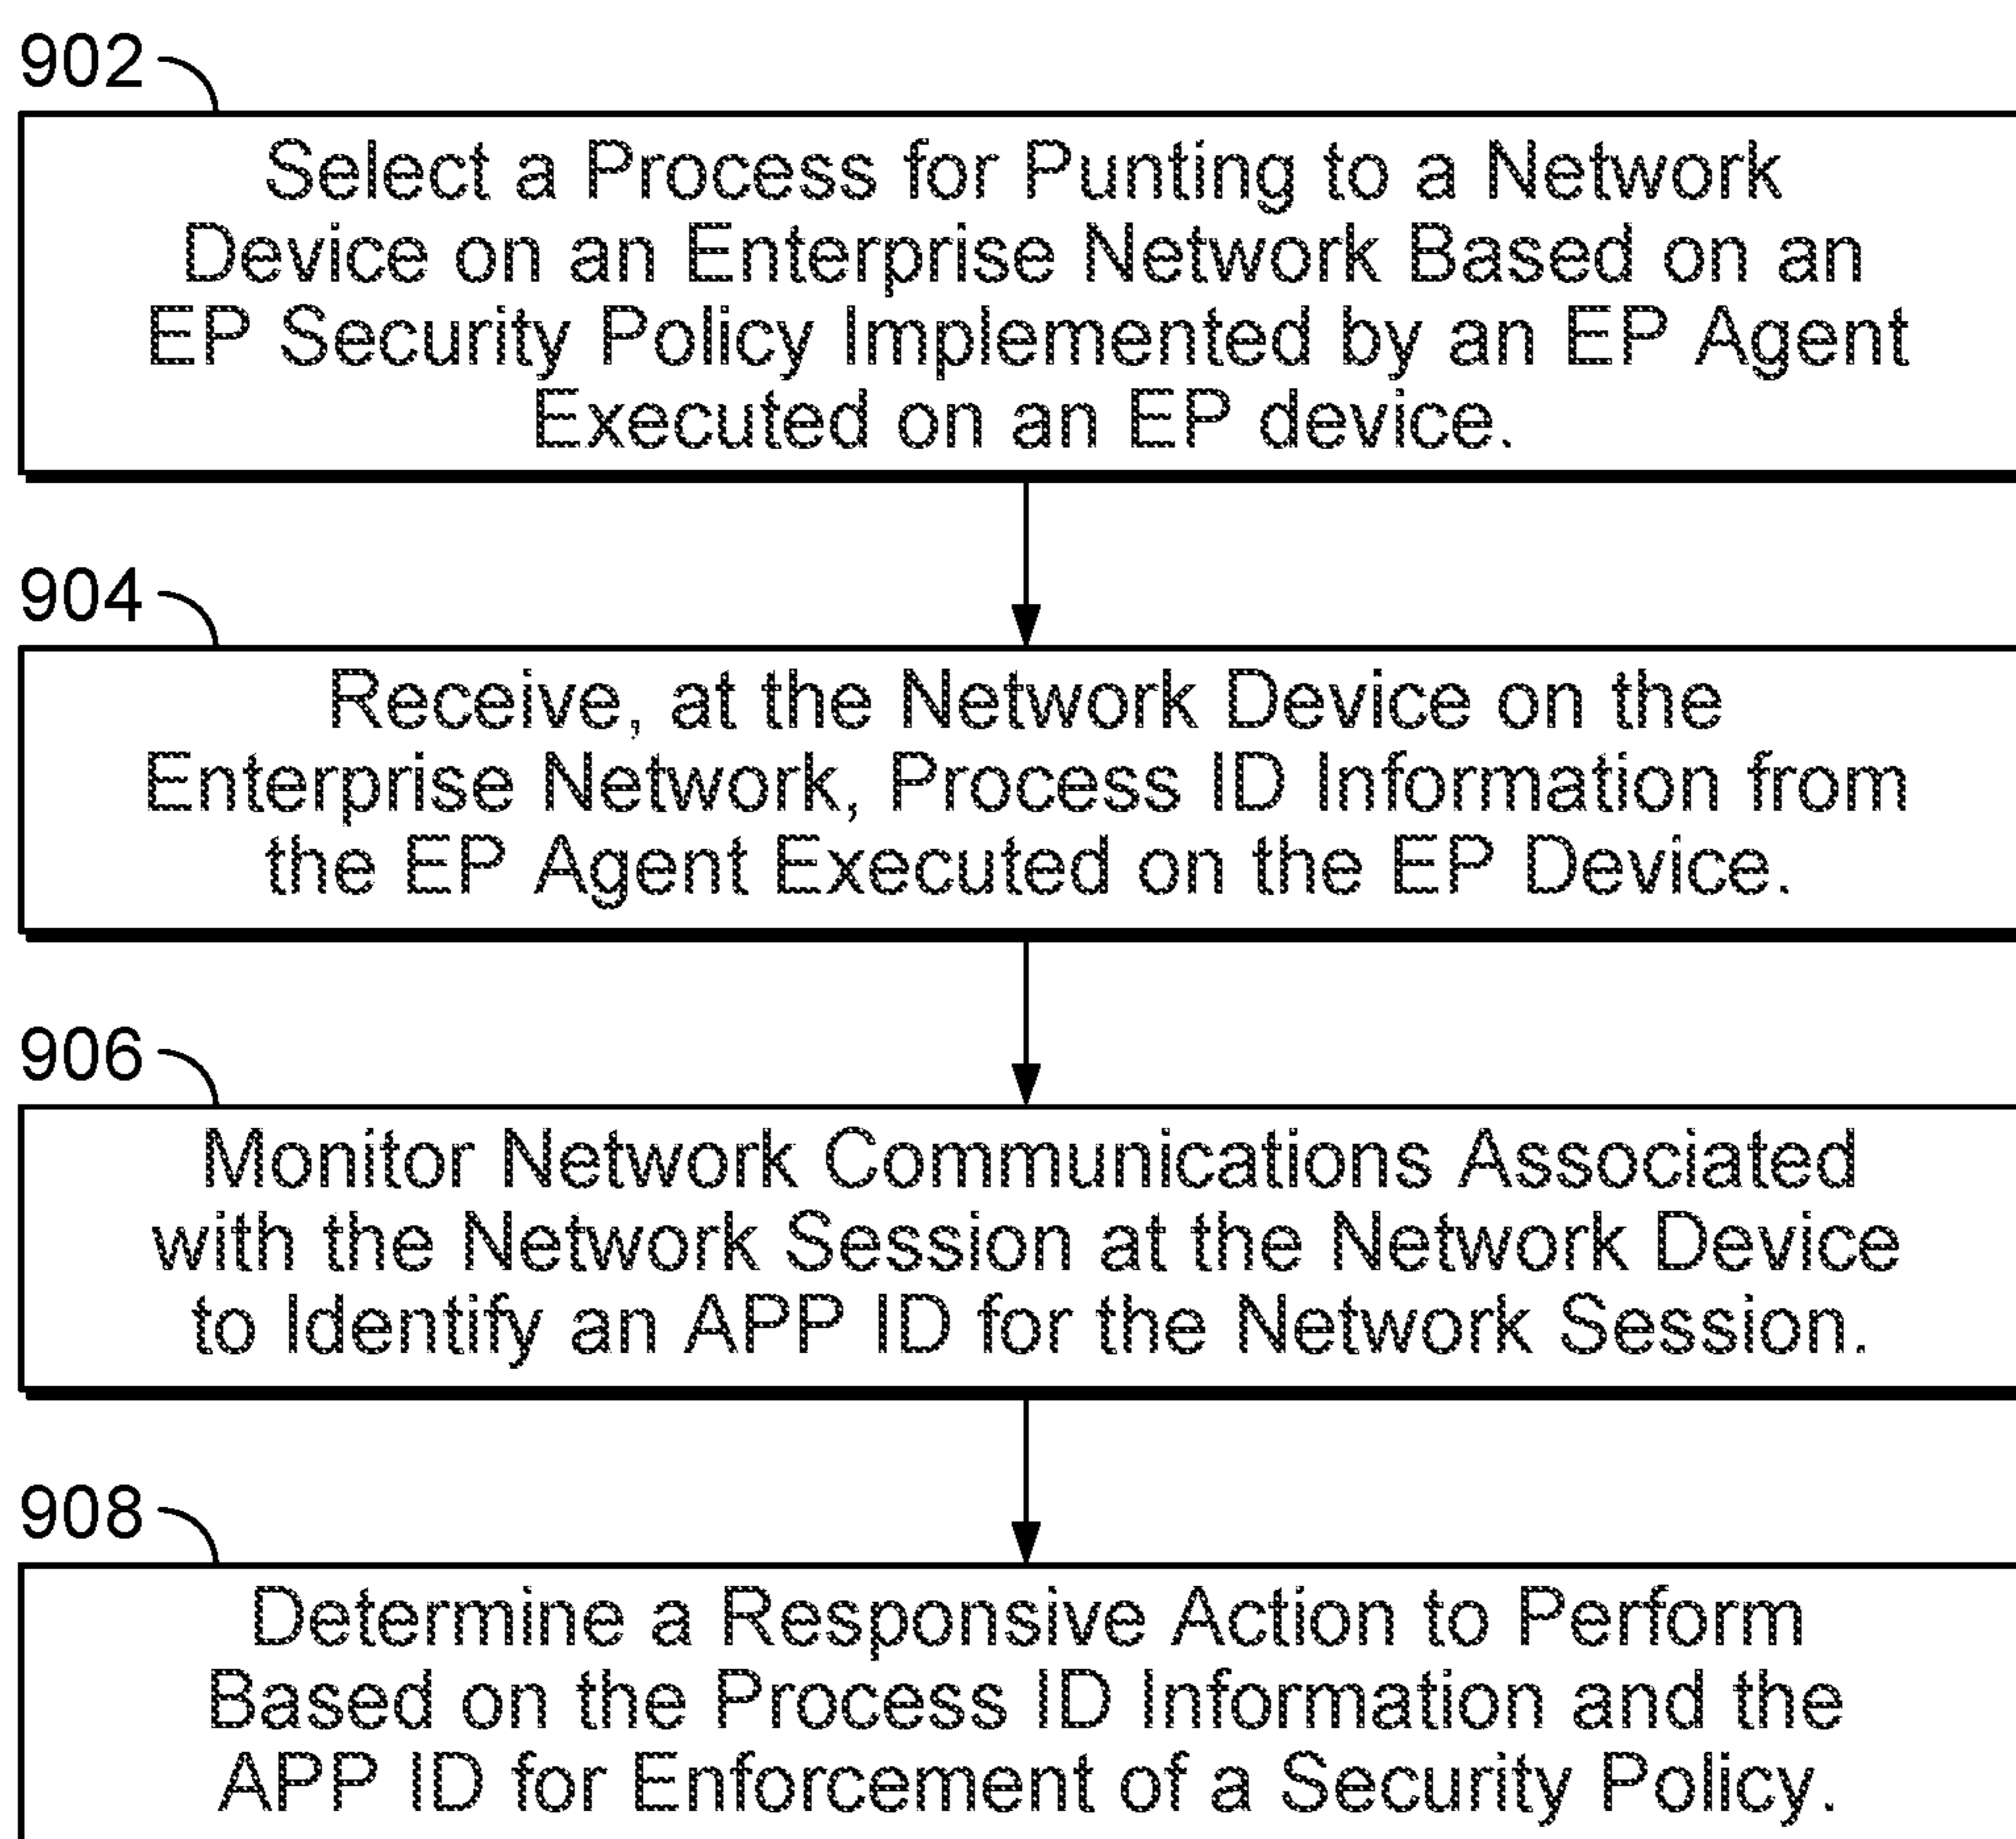 902
Select a Process for Punting to a Network
Device on an Enterprise Network Based on an
EP Security Policy Implemented by an EP Agent
Executed on an EP device.
904
Receive, at the Network Device on the
Enterprise Network, Process ID Information from
the EP Agent Executed on the EP Device.
906
Monitor Network Communications Associated
with the Network Session at the Network Device
to Identify an APP ID for the Network Session.
908
Determine a Responsive Action to Perform
Based on the Process ID Information and the
APP ID for Enforcement of a Security Policy.